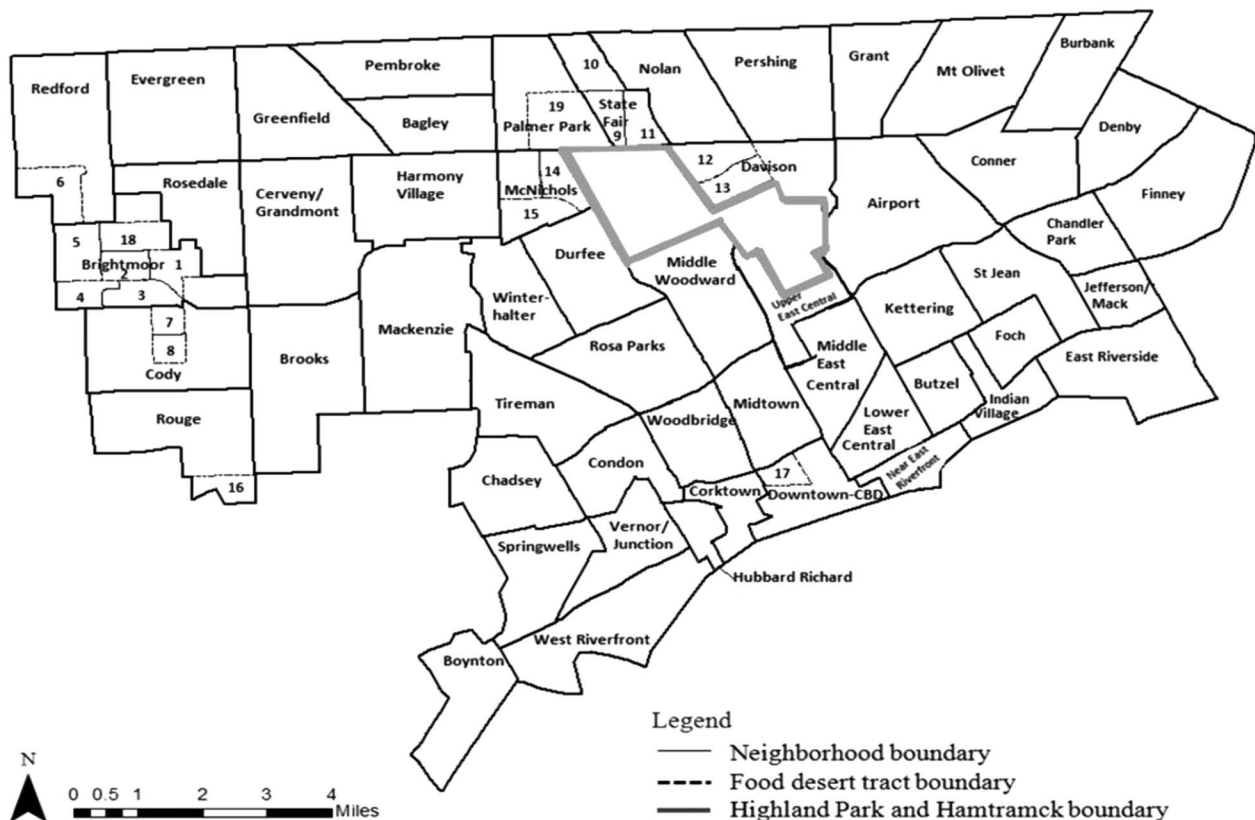 Burbank
Grant
Mt Olivet
Pershing
Nolan
10
Pembroke
Evergreen
Redford
Greenfield
Bagley
19
State
Fair
Palmer Park
9
11
Denby
Conner
Finney
12
Davison
13
14
McNichols
15
Harmony
Village
Rosedale
Cerveny/
Grandmont
6
Airport
Chandler
Park
5
18
Brightmoor
1
2
4
3
Durfee
Middle
Woodward
St Jean
Jefferson/
Mack
Upper
East Central
Kettering
Winter-
halter
7
8
Cody
Brooks
Mackenzie
Rosa Parks
Middle
East
Central
Foch
East Riverside
Butzel
Indian
Village
Tireman
Midtown
Woodbridge
Lower
East
Central
Rouge
16
Near East
Riverfront
Condon
17
Chadsey
Corktown
Downtown-CBD
Vernor/
Junction
Springwells
Hubbard Richard
West Riverfront
Boynton
Legend
Neighborhood boundary
Food desert tract boundary
Highland Park and Hamtramck boundary
N
0 0.5 1 2 3 4
Miles